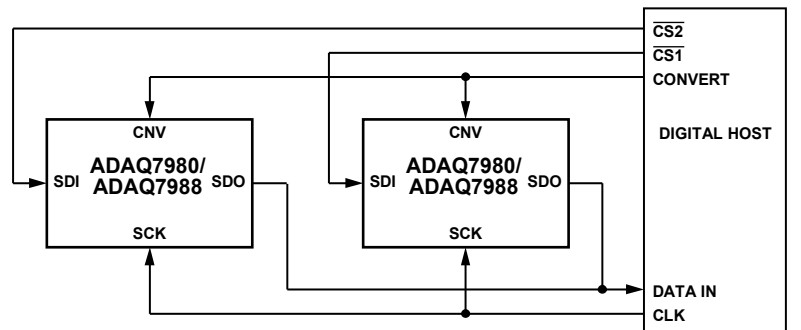 CS2
CS1
CONVERT
CNV
CNV
DIGITAL HOST
ADAQ7980/
ADAQ7988
SDI
SDO
ADAQ7980/
ADAQ7988
SDI
SDO
SCK
SCK
DATA IN
CLK